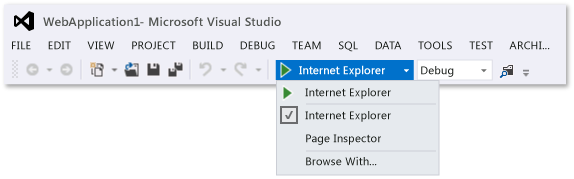 WebApplication1- Microsoft Visual Studio
FILE EDIT VIEW PROJECT BUILD DEBUG TEAM SQL DATA TOOLS TEST ARCHI...
Internet Explorer Debug
Internet Explorer
Internet Explorer
Page Inspector
Browse With...